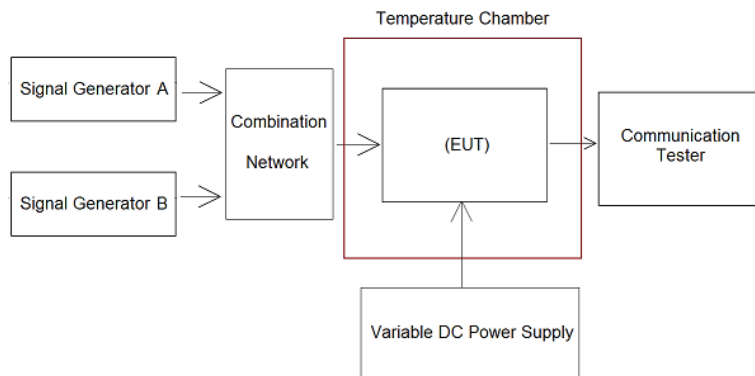 Temperature Chamber
Signal Generator A
Combination
Network
(EUT)
Communication
Tester
Signal Generator B
Variable DC Power Supply